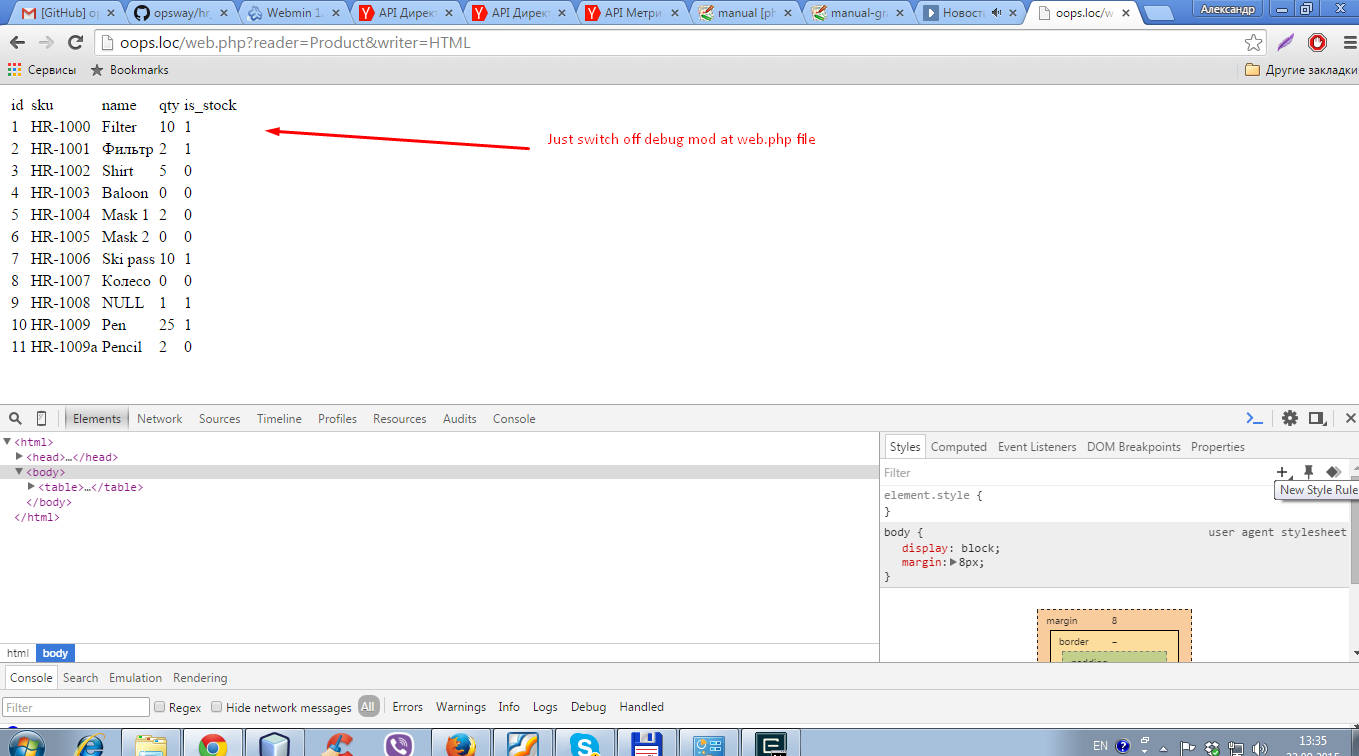 [GitHub] o
opsway/hr
Webmin 1.
API Дирек
API Дирек
API Метри
manual [ph
manual-gra
Новост
oops.loc/w
Александр
oops.loc/web.php?reader=Product&writer=HTML
Сервисы
Bookmarks
Другие закладки
id sku name qty is_stock
1 HR-1000 Filter 10 1
2 HR-1001 Фильтр 2 1
3 HR-1002 Shirt 5 0
4 HR-1003 Baloon 0 0
5 HR-1004 Mask 1 2 0
6 HR-1005 Mask 2 0 0
7 HR-1006 Ski pass 10 1
8 HR-1007 Колесо 0 0
9 HR-1008 NULL 1 1
10 HR-1009 Pen 25 1
11 HR-1009a Pencil 2 0
Just switch off debug mod at web.php file
Elements Network Sources Timeline Profiles Resources Audits Console
<html>
<head>…</head>
<body>
<table>…</table>
</body>
</html>
html body
Styles Computed Event Listeners DOM Breakpoints Properties
Filter
New Style Rule
element.style {
}
body { user agent stylesheet
display: block;
margin: 8px;
}
margin 8
border –
Console Search Emulation Rendering
Filter Regex Hide network messages All Errors Warnings Info Logs Debug Handled
EN
13:35